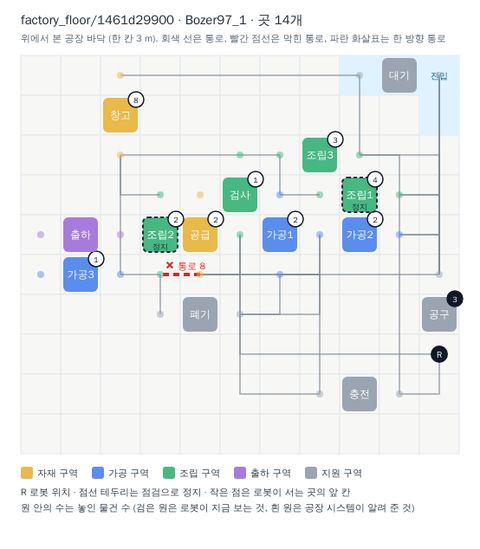 factory_floor/1461d29900 · Bozer97_1 · 곳 14개
위에서 본 공장 바닥 (한 칸 3 m). 회색 선은 통로, 빨간 점선은 막힌 통로, 파란 화살표는 한 방향 통로
대기
진입
창고 8
조립3 3
검사 1
조립1 4
정지
출하
조립2 2
정지
공급 2
가공1 2
가공2 2
가공3 1
✕ 통로 8
폐기
공구 3
R
충전
자재 구역
가공 구역
조립 구역
출하 구역
지원 구역
R 로봇 위치 · 점선 테두리는 점검으로 정지 · 작은 점은 로봇이 서는 곳의 앞 칸
원 안의 수는 놓인 물건 수 (검은 원은 로봇이 지금 보는 것, 흰 원은 공장 시스템이 알려 준 것)